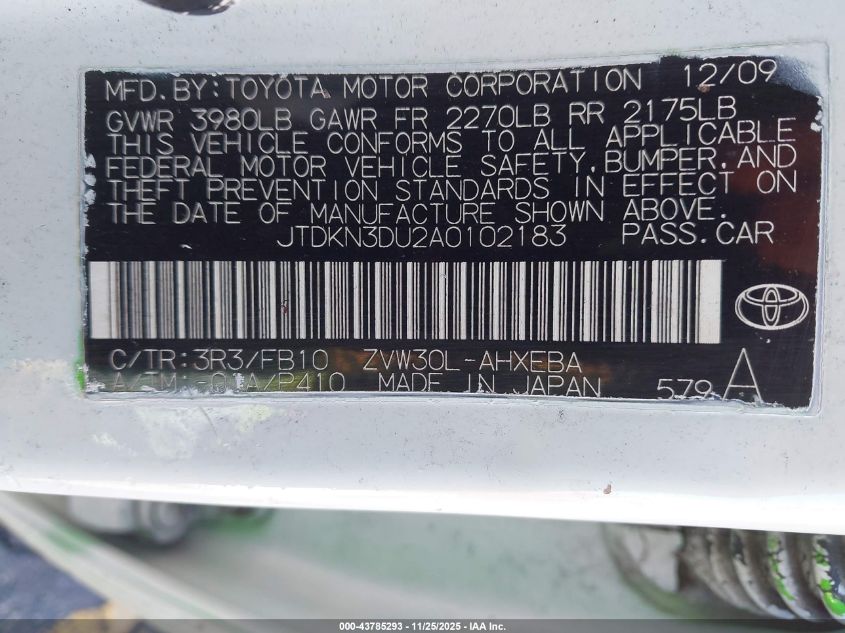 MFD. BY: TOYOTA MOTOR CORPORATION 12/09
GVWR 3980LB GAWR FR 2270LB RR 2175LB
THIS VEHICLE CONFORMS TO ALL APPLICABLE
FEDERAL MOTOR VEHICLE SAFETY, BUMPER, AND
THEFT PREVENTION STANDARDS IN EFFECT ON
THE DATE OF MANUFACTURE SHOWN ABOVE.
JTDKN3DU2A0102183 PASS. CAR
C/TR: 3R3/FB10 ZVW30L-AHXEBA
A/TM: -01A/P410 MADE IN JAPAN 579 A
000-43785293 - 11/25/2025 - IAA Inc.